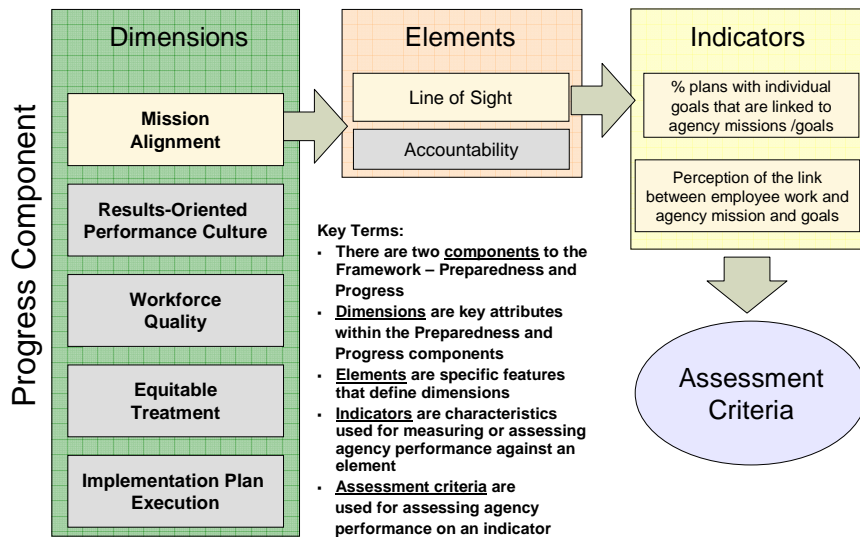 Progress Component
Dimensions
Mission
Alignment
Results-Oriented
Performance Culture
Workforce
Quality
Equitable
Treatment
Implementation Plan
Execution
Elements
Line of Sight
Accountability
Indicators
% plans with individual
goals that are linked to
agency missions /goals
Perception of the link
between employee work and
agency mission and goals
Assessment
Criteria
Key Terms:
▪ There are two components to the
Framework – Preparedness and
Progress
▪ Dimensions are key attributes
within the Preparedness and
Progress components
▪ Elements are specific features
that define dimensions
▪ Indicators are characteristics
used for measuring or assessing
agency performance against an
element
▪ Assessment criteria are
used for assessing agency
performance on an indicator